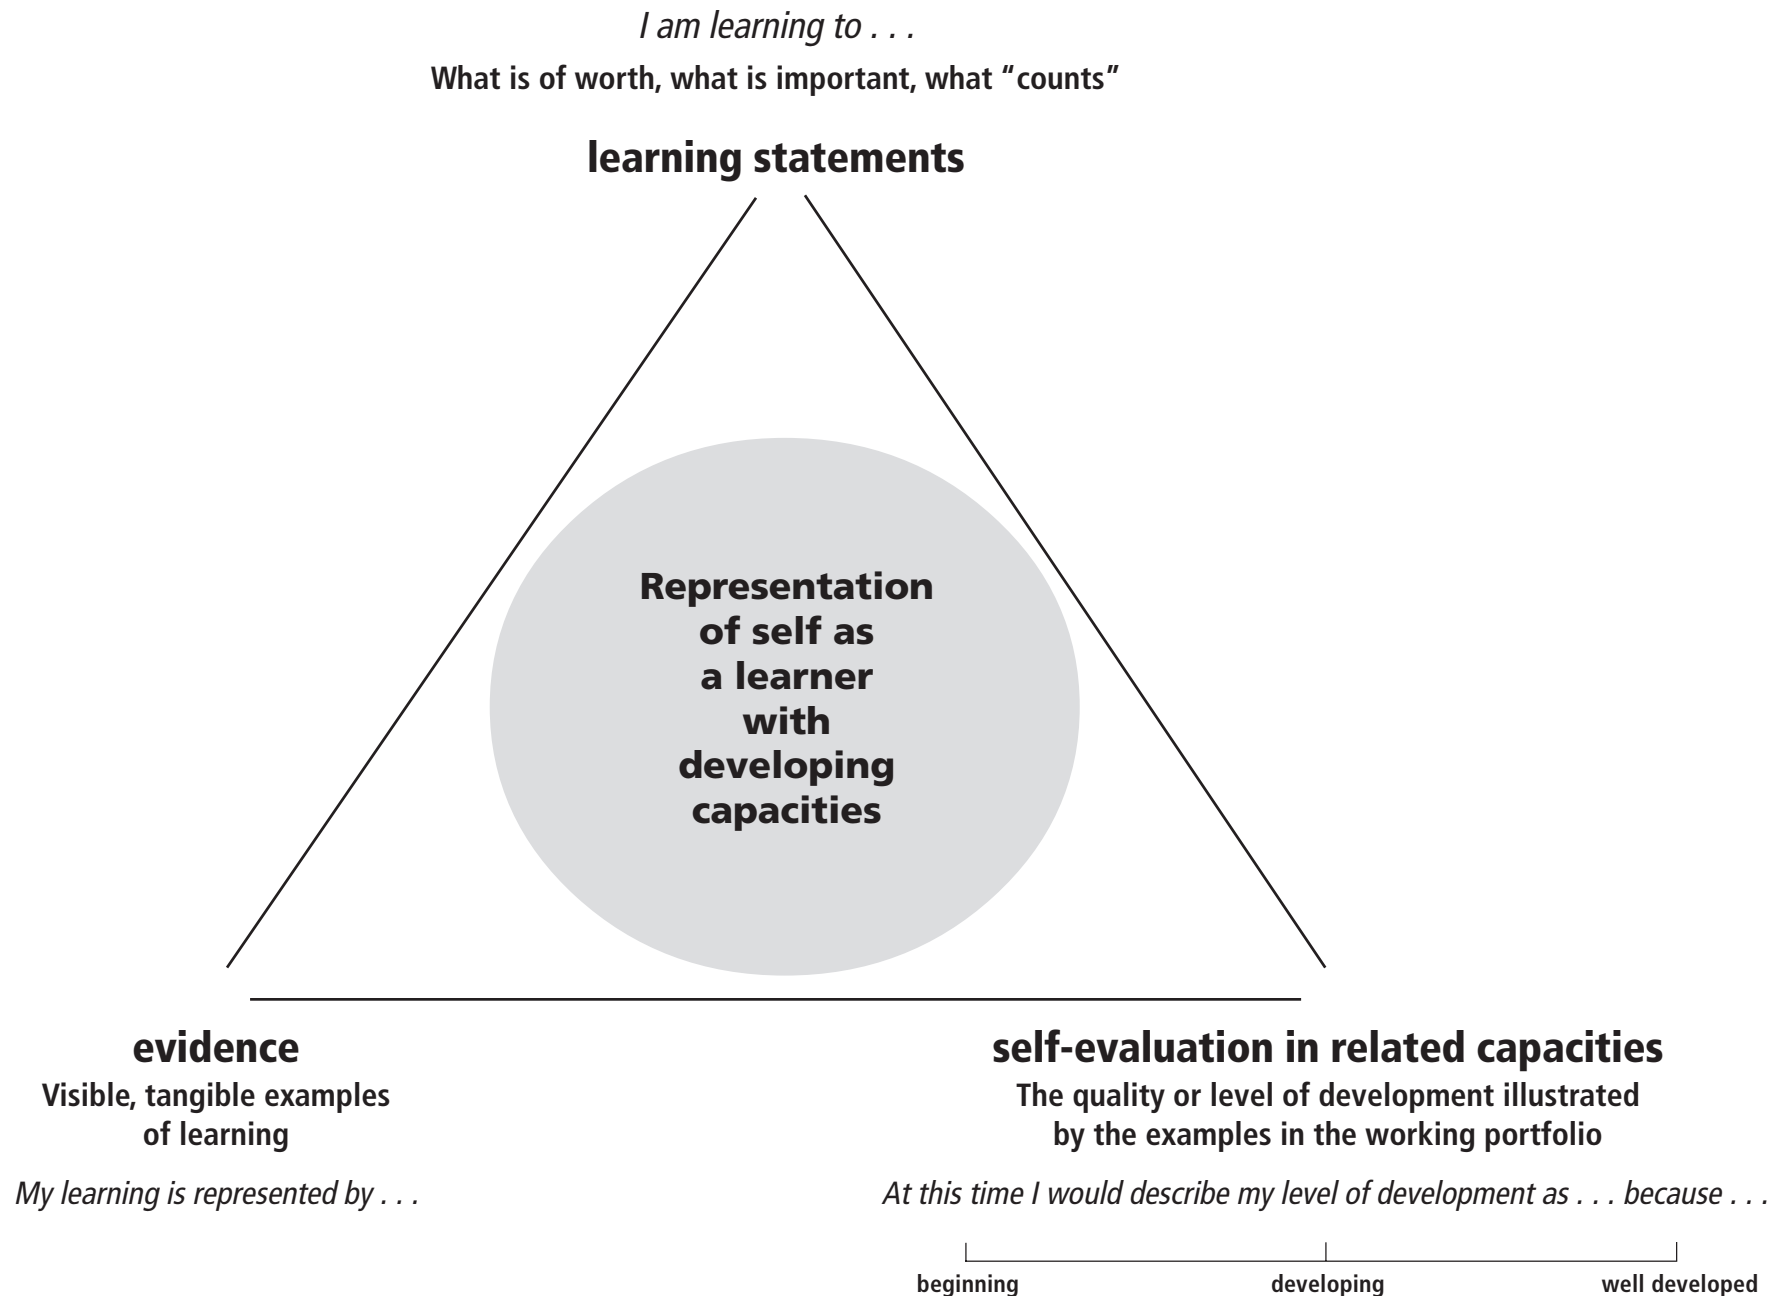 I am learning to . . .
What is of worth, what is important, what “counts”
learning statements
Representation
of self as
a learner
with
developing
capacities
evidence
Visible, tangible examples
of learning
My learning is represented by . . .
self-evaluation in related capacities
The quality or level of development illustrated
by the examples in the working portfolio
At this time I would describe my level of development as . . . because . . .
beginning developing well developed